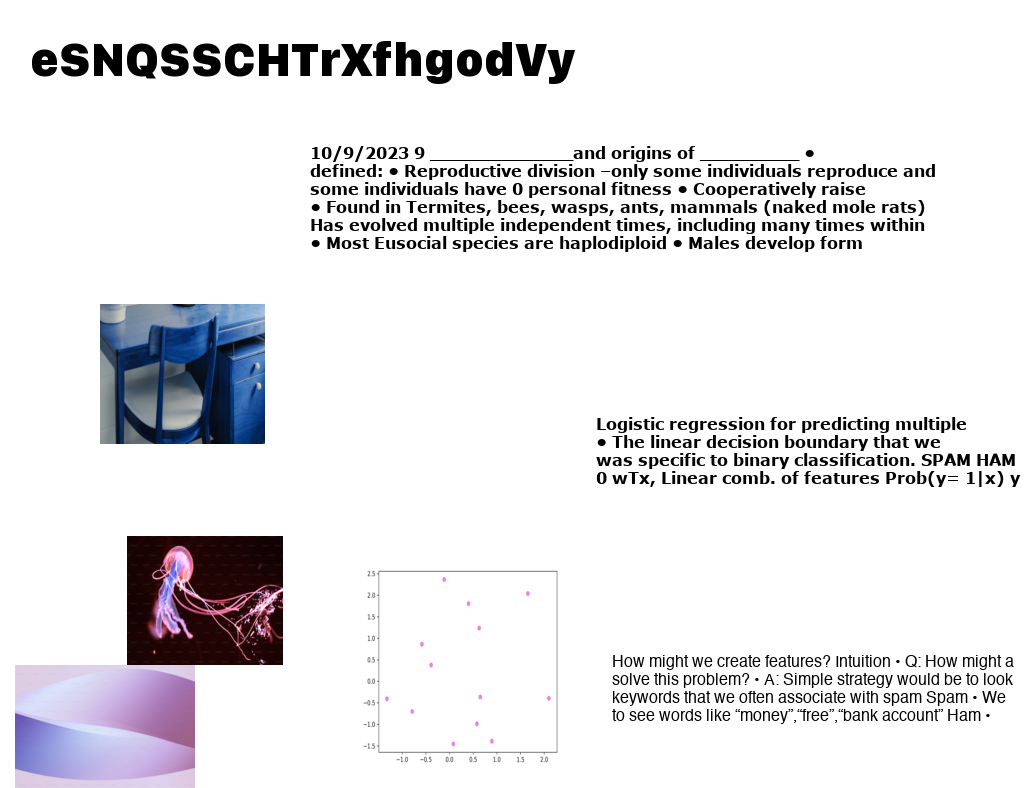 eSNQSSCHTrXfhgodVy
10/9/2023 9 _________________and origins of ____________ ●
defined: ● Reproductive division –only some individuals reproduce and
some individuals have 0 personal fitness ● Cooperatively raise
● Found in Termites, bees, wasps, ants, mammals (naked mole rats)
Has evolved multiple independent times, including many times within
● Most Eusocial species are haplodiploid ● Males develop form
Logistic regression for predicting multiple
● The linear decision boundary that we
was specific to binary classification. SPAM HAM
0 wTx, Linear comb. of features Prob(y= 1|x) y
2.5
2.0
1.5
1.0
0.5
0.0
−0.5
−1.0
−1.5
−1.0 −0.5 0.0 0.5 1.0 1.5 2.0
How might we create features? Intuition • Q: How might a
solve this problem? • A: Simple strategy would be to look
keywords that we often associate with spam Spam • We
to see words like “money”,“free”,“bank account” Ham •